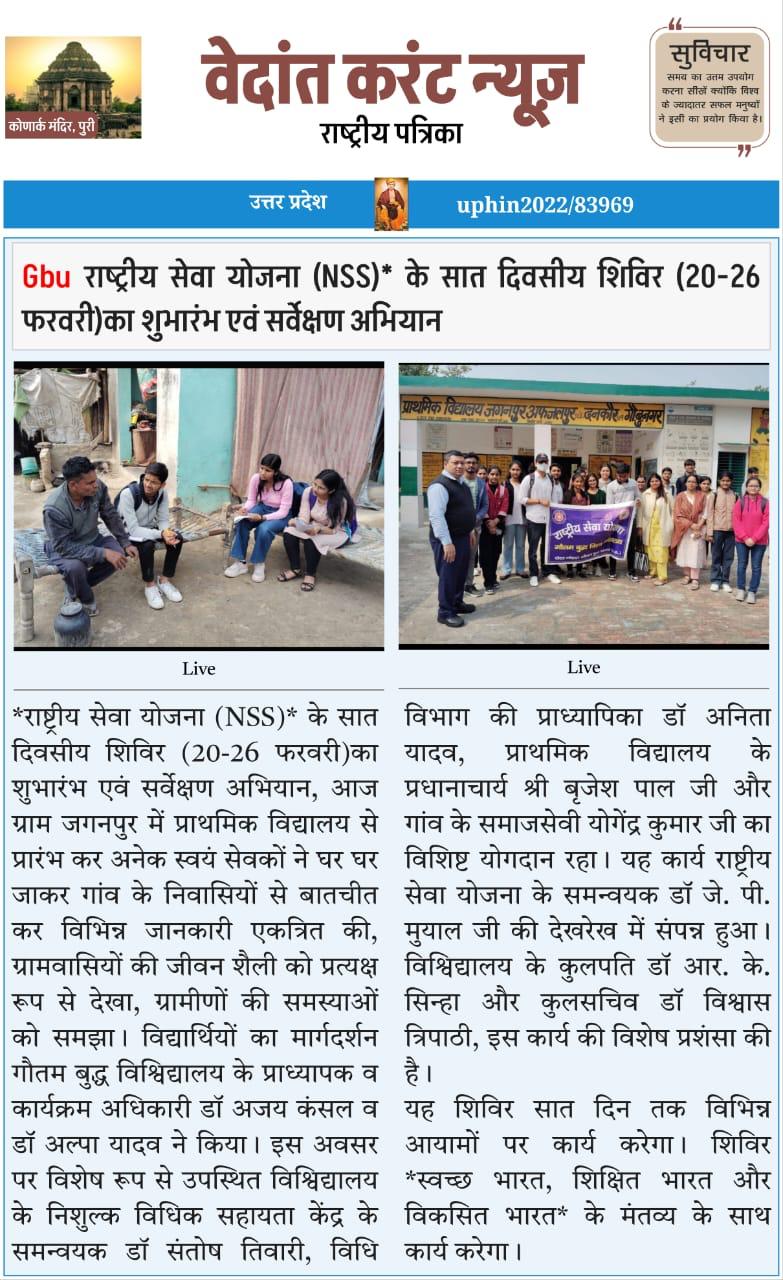 वेदांत करंट न्यूज़
राष्ट्रीय पत्रिका
कोणार्क मंदिर, पुरी
सुविचार
समय का उतम उपयोग
करना सीखें क्योंकि विश्व
के ज्यादातर सफल मनुष्यों
ने इसी का प्रयोग किया है।
उत्तर प्रदेश
uphin2022/83969
Gbu राष्ट्रीय सेवा योजना (NSS)* के सात दिवसीय शिविर (20-26
फरवरी)का शुभारंभ एवं सर्वेक्षण अभियान
प्राथमिक विद्यालय जगनपुर अफजलपुर दनकौर गौ०बु०नगर
राष्ट्रीय सेवा योजना
गौतम बुद्ध
Live
Live
*राष्ट्रीय सेवा योजना (NSS)* के सात
दिवसीय शिविर (20-26 फरवरी)का
शुभारंभ एवं सर्वेक्षण अभियान, आज
ग्राम जगनपुर में प्राथमिक विद्यालय से
प्रारंभ कर अनेक स्वयं सेवकों ने घर घर
जाकर गांव के निवासियों से बातचीत
कर विभिन्न जानकारी एकत्रित की,
ग्रामवासियों की जीवन शैली को प्रत्यक्ष
रूप से देखा, ग्रामीणों की समस्याओं
को समझा। विद्यार्थियों का मार्गदर्शन
गौतम बुद्ध विश्विद्यालय के प्राध्यापक व
कार्यक्रम अधिकारी डॉ अजय कंसल व
डॉ अल्पा यादव ने किया। इस अवसर
पर विशेष रूप से उपस्थित विश्विद्यालय
के निशुल्क विधिक सहायता केंद्र के
समन्वयक डॉ संतोष तिवारी, विधि
विभाग की प्राध्यापिका डॉ अनिता
यादव, प्राथमिक विद्यालय के
प्रधानाचार्य श्री बृजेश पाल जी और
गांव के समाजसेवी योगेंद्र कुमार जी का
विशिष्ट योगदान रहा। यह कार्य राष्ट्रीय
सेवा योजना के समन्वयक डॉ जे. पी.
मुयाल जी की देखरेख में संपन्न हुआ।
विश्विद्यालय के कुलपति डॉ आर. के.
सिन्हा और कुलसचिव डॉ विश्वास
त्रिपाठी, इस कार्य की विशेष प्रशंसा की
है।
यह शिविर सात दिन तक विभिन्न
आयामों पर कार्य करेगा। शिविर
*स्वच्छ भारत, शिक्षित भारत और
विकसित भारत* के मंतव्य के साथ
कार्य करेगा।